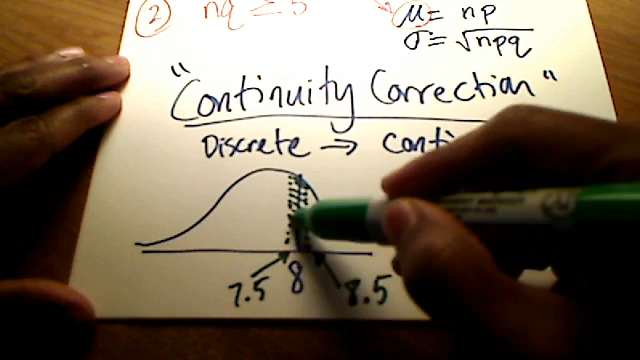 ② nq ≥ 5
μ = np
σ = √npq
"Continuity Correction"
Discrete → conti
7.5 8 8.5